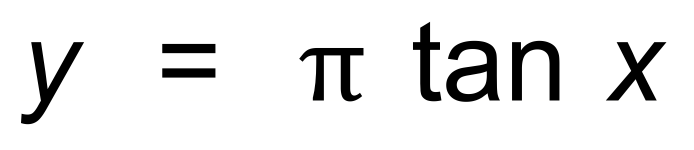 y = π tan x